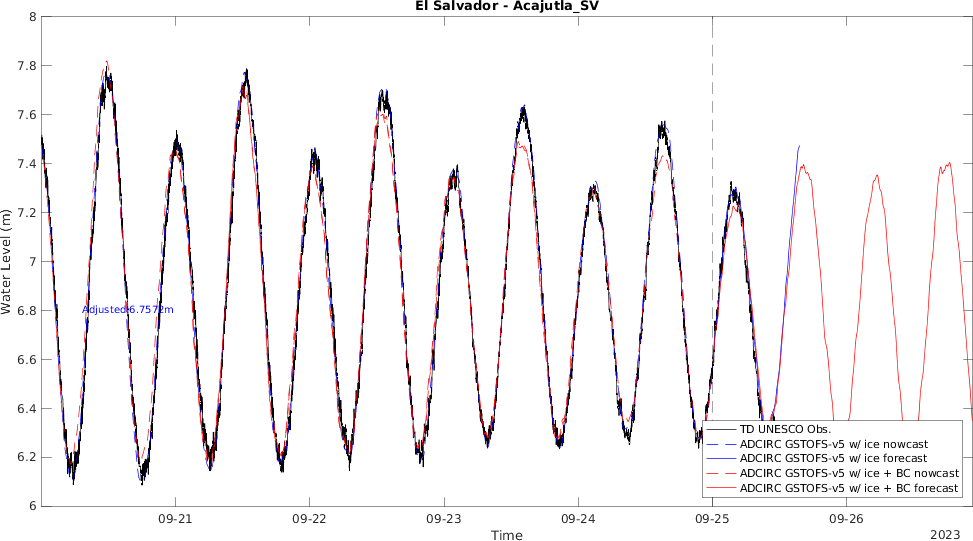 El Salvador - Acajutla_SV
8
7.8
7.6
7.4
7.2
7
6.8
6.6
6.4
6.2
6
Water Level (m)
Adjusted:6.7572m
TD UNESCO Obs.
ADCIRC GSTOFS-v5 w/ ice nowcast
ADCIRC GSTOFS-v5 w/ ice forecast
ADCIRC GSTOFS-v5 w/ ice + BC nowcast
ADCIRC GSTOFS-v5 w/ ice + BC forecast
09-21 09-22 09-23 09-24 09-25 09-26
Time
2023